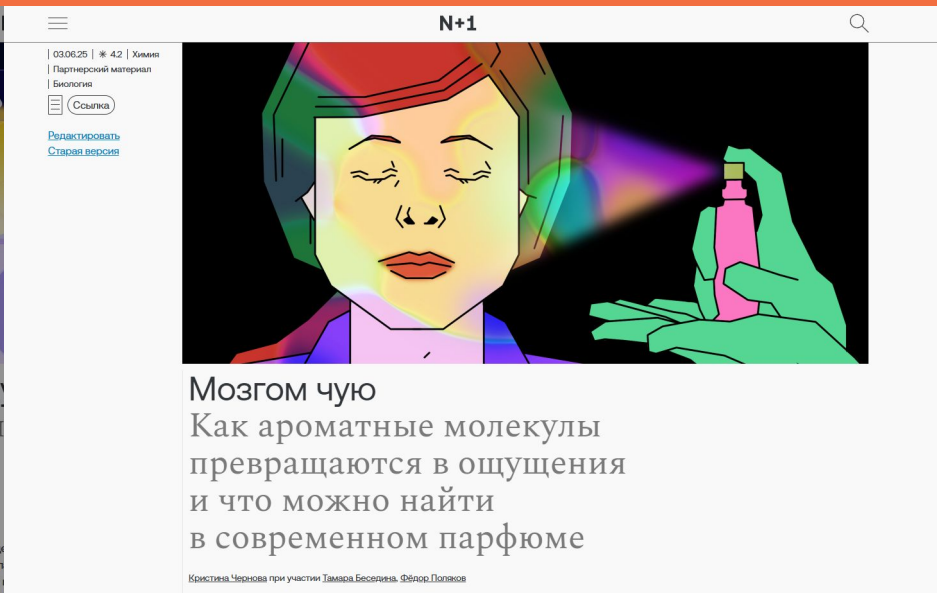 N+1
03.06.25 | ✳ 4.2 | Химия
| Партнерский материал
| Биология
Ссылка
Редактировать
Старая версия
Мозгом чую
Как ароматные молекулы
превращаются в ощущения
и что можно найти
в современном парфюме
Кристина Чернова при участии Тамара Беседина, Фёдор Поляков